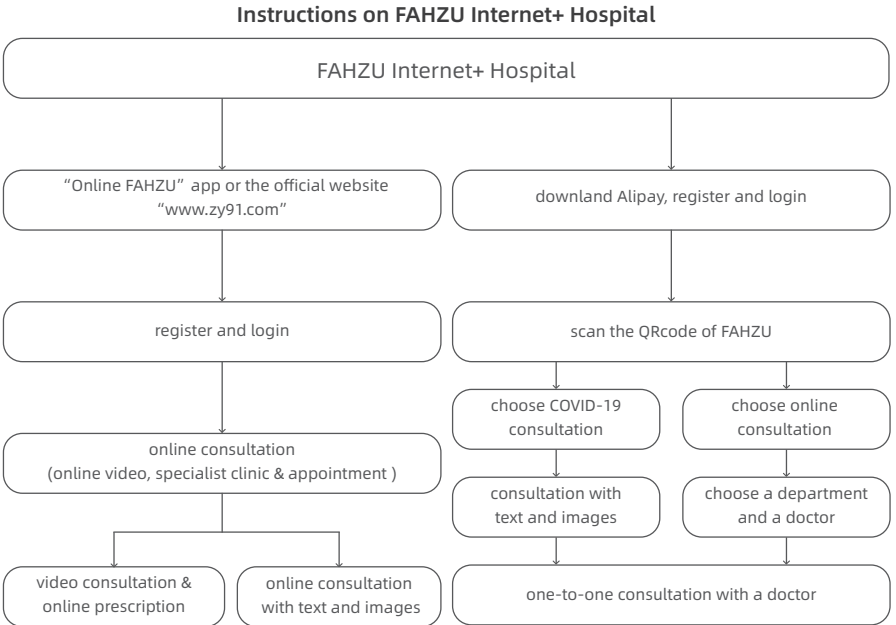 Instructions on FAHZU Internet+ Hospital
FAHZU Internet+ Hospital
“Online FAHZU” app or the official website
“www.zy91.com”
downland Alipay, register and login
register and login
scan the QRcode of FAHZU
choose COVID-19
consultation
choose online
consultation
online consultation
(online video, specialist clinic & appointment )
consultation with
text and images
choose a department
and a doctor
video consultation &
online prescription
online consultation
with text and images
one-to-one consultation with a doctor